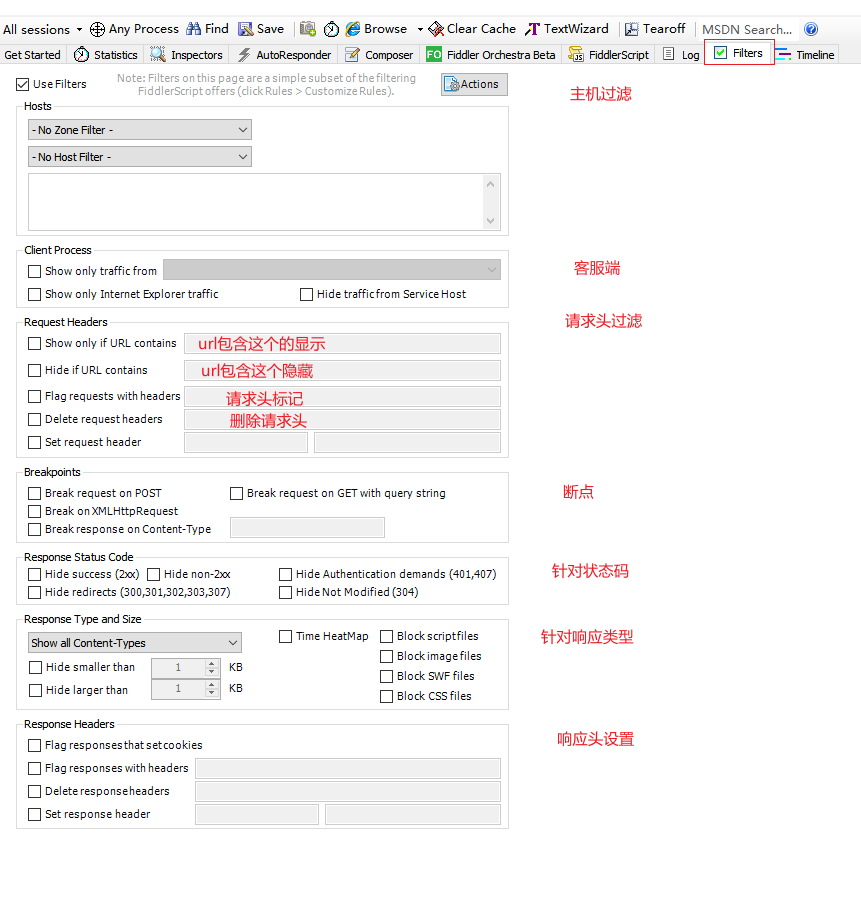 All sessions Any Process Find Save Browse Clear Cache TextWizard Tearoff MSDN Search...
Get Started Statistics Inspectors AutoResponder Composer FO Fiddler Orchestra Beta JS FiddlerScript Log Filters Timeline
Use Filters
Note: Filters on this page are a simple subset of the filtering
FiddlerScript offers (click Rules > Customize Rules).
Actions
主机过滤
Hosts
- No Zone Filter -
- No Host Filter -
Client Process
Show only traffic from
客服端
Show only Internet Explorer traffic Hide traffic from Service Host
Request Headers
请求头过滤
Show only if URL contains url包含这个的显示
Hide if URL contains url包含这个隐藏
Flag requests with headers 请求头标记
Delete request headers 删除请求头
Set request header
Breakpoints
Break request on POST Break request on GET with query string
断点
Break on XMLHttpRequest
Break response on Content-Type
Response Status Code
Hide success (2xx) Hide non-2xx Hide Authentication demands (401,407)
针对状态码
Hide redirects (300,301,302,303,307) Hide Not Modified (304)
Response Type and Size
Show all Content-Types Time HeatMap Block script files
针对响应类型
Block image files
Hide smaller than 1 KB
Block SWF files
Hide larger than 1 KB
Block CSS files
Response Headers
响应头设置
Flag responses that set cookies
Flag responses with headers
Delete response headers
Set response header